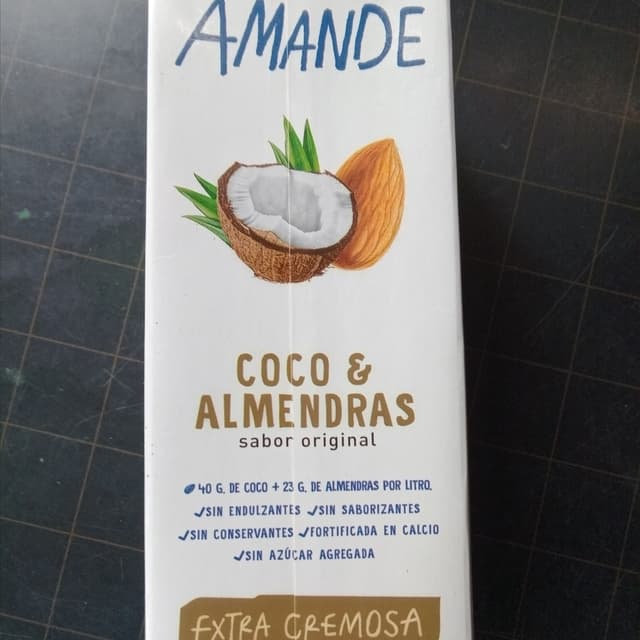 AMANDE
COCO &
ALMENDRAS
sabor original
40 G. DE COCO + 23 G. DE ALMENDRAS POR LITRO.
✓SIN ENDULZANTES ✓SIN SABORIZANTES
✓SIN CONSERVANTES ✓FORTIFICADA EN CALCIO
✓SIN AZÚCAR AGREGADA
EXTRA CREMOSA